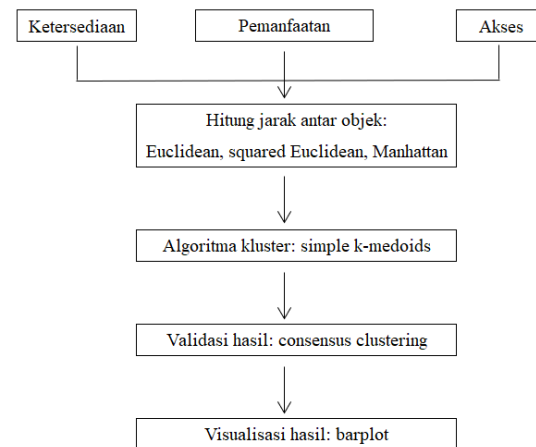 Ketersediaan
Pemanfaatan
Akses
Hitung jarak antar objek:
Euclidean, squared Euclidean, Manhattan
Algoritma kluster: simple k-medoids
Validasi hasil: consensus clustering
Visualisasi hasil: barplot